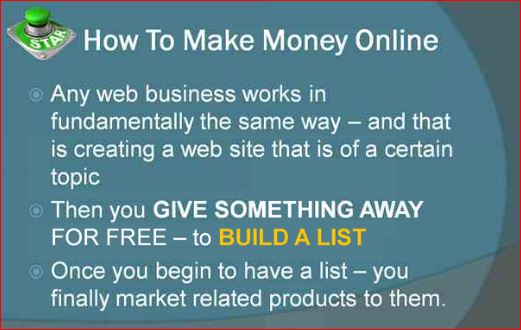 STAR
How To Make Money Online
Any web business works in
fundamentally the same way – and that
is creating a web site that is of a certain
topic
Then you GIVE SOMETHING AWAY
FOR FREE – to BUILD A LIST
Once you begin to have a list – you
finally market related products to them.